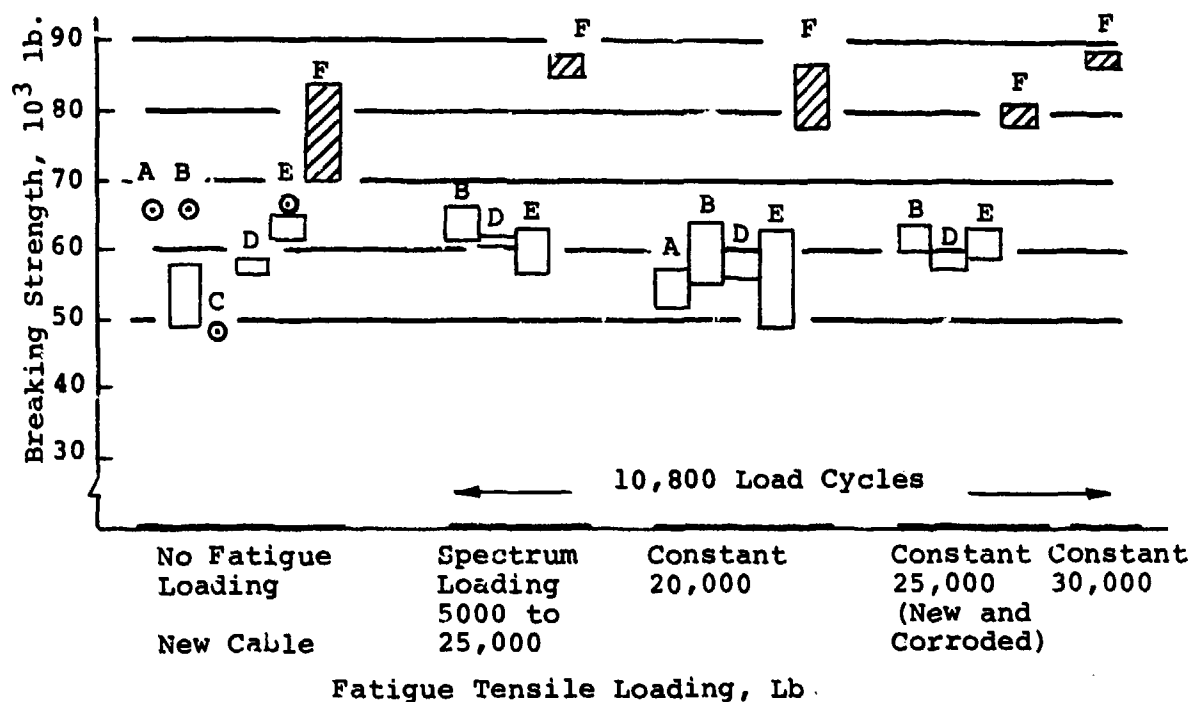 Breaking Strength, 10³ lb.
90
80
70
60
50
40
30
A B C D E F
B D E F
A B D E F
B D E F
F
10,800 Load Cycles
No Fatigue Loading New Cable
Spectrum Loading 5000 to 25,000
Constant 20,000
Constant 25,000 (New and Corroded)
Constant 30,000
Fatigue Tensile Loading, Lb.